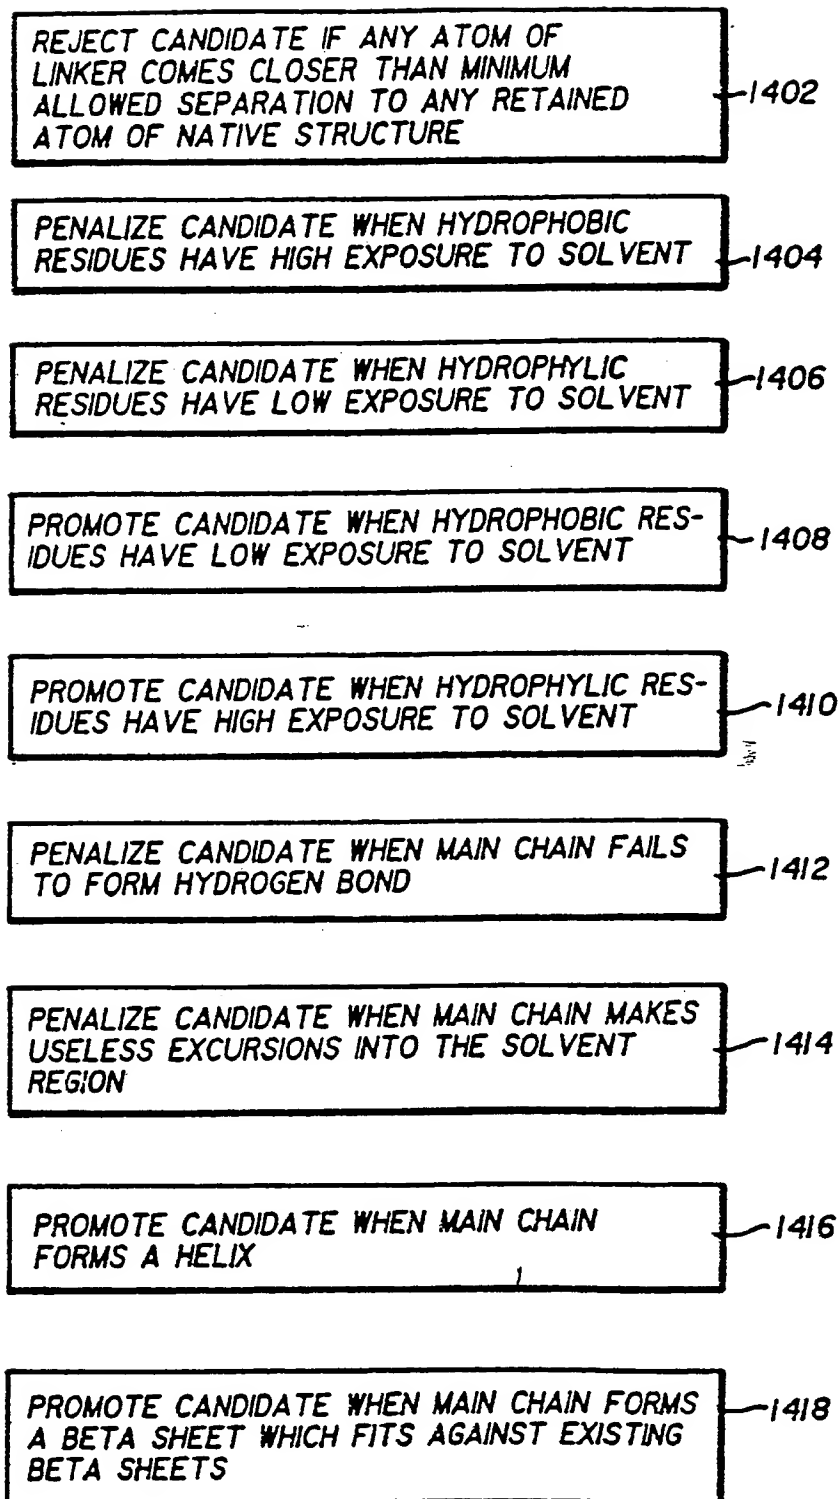 REJECT CANDIDATE IF ANY ATOM OF
LINKER COMES CLOSER THAN MINIMUM
ALLOWED SEPARATION TO ANY RETAINED
ATOM OF NATIVE STRUCTURE
1402
PENALIZE CANDIDATE WHEN HYDROPHOBIC
RESIDUES HAVE HIGH EXPOSURE TO SOLVENT
1404
PENALIZE CANDIDATE WHEN HYDROPHYLIC
RESIDUES HAVE LOW EXPOSURE TO SOLVENT
1406
PROMOTE CANDIDATE WHEN HYDROPHOBIC RES-
IDUES HAVE LOW EXPOSURE TO SOLVENT
1408
PROMOTE CANDIDATE WHEN HYDROPHYLIC RES-
IDUES HAVE HIGH EXPOSURE TO SOLVENT
1410
PENALIZE CANDIDATE WHEN MAIN CHAIN FAILS
TO FORM HYDROGEN BOND
1412
PENALIZE CANDIDATE WHEN MAIN CHAIN MAKES
USELESS EXCURSIONS INTO THE SOLVENT
REGION
1414
PROMOTE CANDIDATE WHEN MAIN CHAIN
FORMS A HELIX
1416
PROMOTE CANDIDATE WHEN MAIN CHAIN FORMS
A BETA SHEET WHICH FITS AGAINST EXISTING
BETA SHEETS
1418